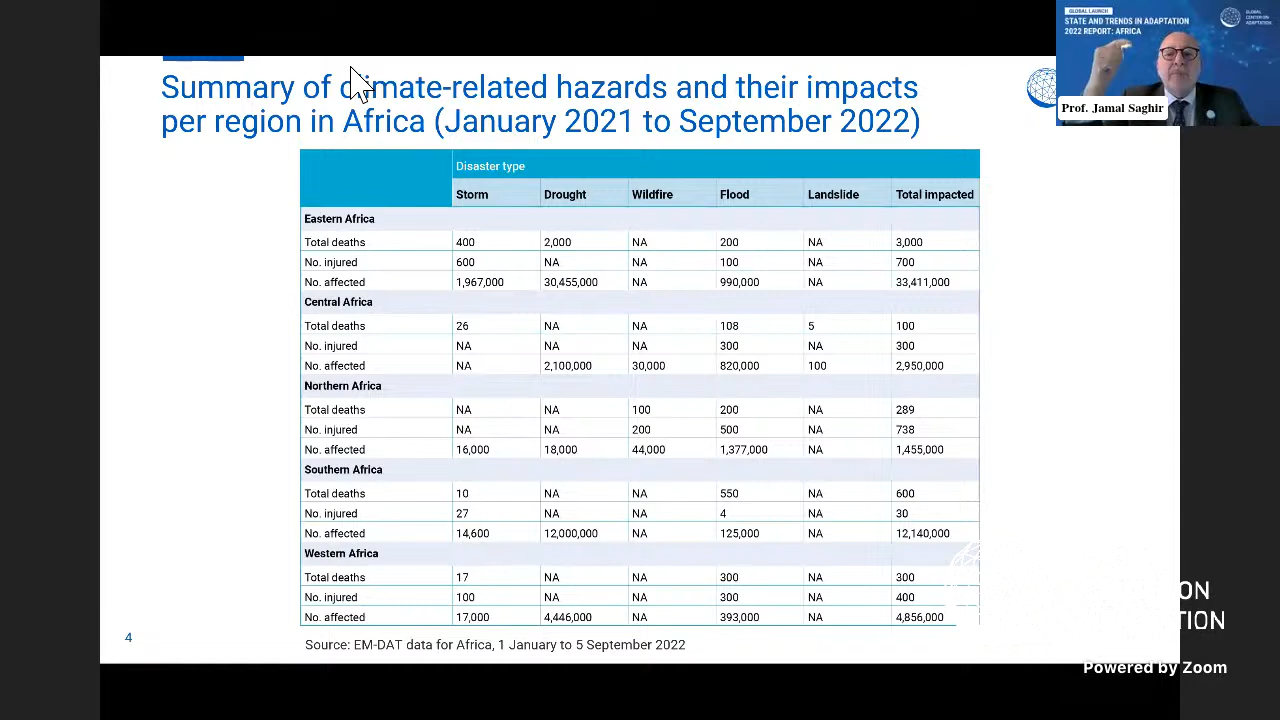 GLOBAL LAUNCH
STATE AND TRENDS IN ADAPTATION
2022 REPORT: AFRICA
GLOBAL
CENTER ON
ADAPTATION
Prof. Jamal Saghir
Summary of climate-related hazards and their impacts
per region in Africa (January 2021 to September 2022)
Disaster type
Storm Drought Wildfire Flood Landslide Total impacted
Eastern Africa
Total deaths 400 2,000 NA 200 NA 3,000
No. injured 600 NA NA 100 NA 700
No. affected 1,967,000 30,455,000 NA 990,000 NA 33,411,000
Central Africa
Total deaths 26 NA NA 108 5 100
No. injured NA NA NA 300 NA 300
No. affected NA 2,100,000 30,000 820,000 100 2,950,000
Northern Africa
Total deaths NA NA 100 200 NA 289
No. injured NA NA 200 500 NA 738
No. affected 16,000 18,000 44,000 1,377,000 NA 1,455,000
Southern Africa
Total deaths 10 NA NA 550 NA 600
No. injured 27 NA NA 4 NA 30
No. affected 14,600 12,000,000 NA 125,000 NA 12,140,000
Western Africa
Total deaths 17 NA NA 300 NA 300
No. injured 100 NA NA 300 NA 400
No. affected 17,000 4,446,000 NA 393,000 NA 4,856,000
ON
TION
4
Source: EM-DAT data for Africa, 1 January to 5 September 2022
Powered by Zoom